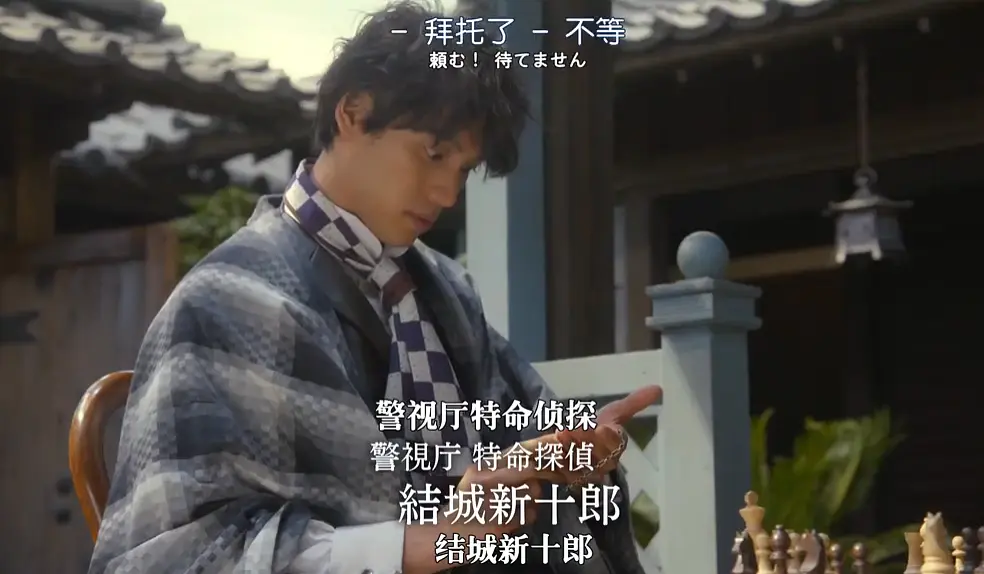 - 拜托了 - 不等
頼む！ 待てません
警视厅特命侦探
警視庁 特命探偵
結城新十郎
结城新十郎